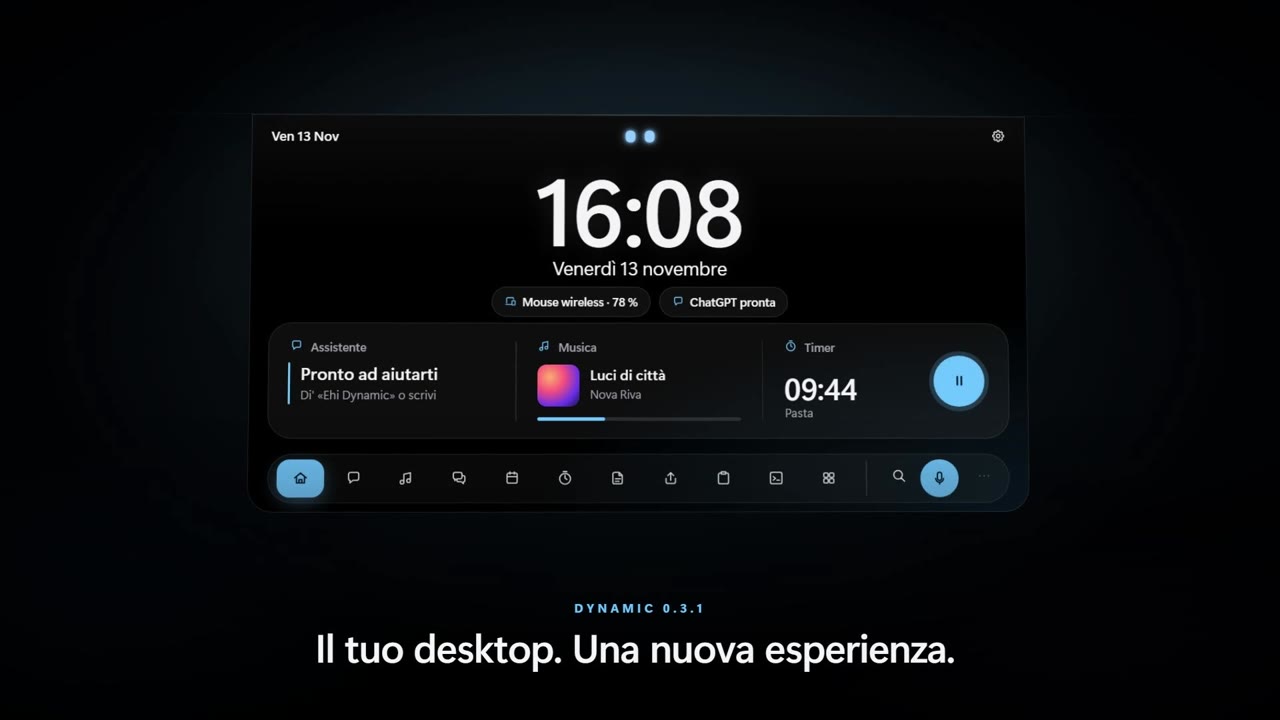 Ven 13 Nov
16:08
Venerdì 13 novembre
Mouse wireless · 78 %
ChatGPT pronta
Assistente
Pronto ad aiutarti
Di' «Ehi Dynamic» o scrivi
Musica
Luci di città
Nova Riva
Timer
09:44
Pasta
DYNAMIC 0.3.1
Il tuo desktop. Una nuova esperienza.